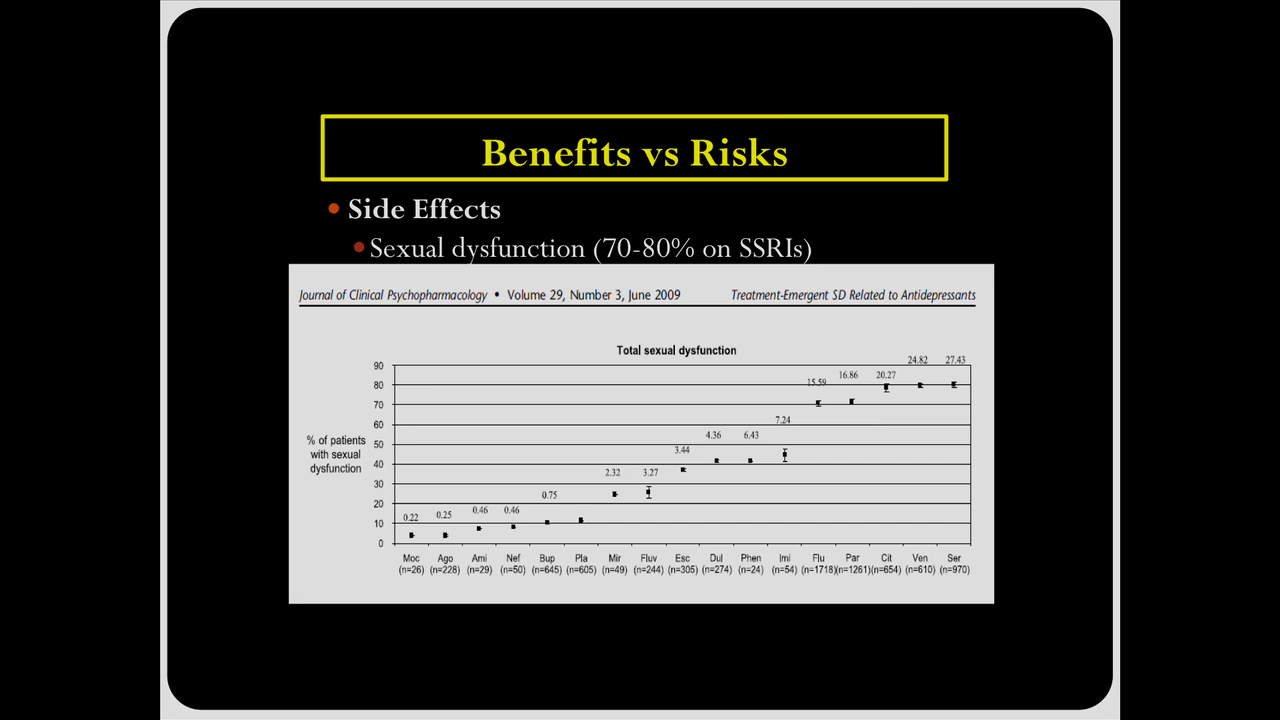 Benefits vs Risks
Side Effects
Sexual dysfunction (70-80% on SSRIs)
Journal of Clinical Psychopharmacology • Volume 29, Number 3, June 2009 Treatment-Emergent SD Related to Antidepressants
Total sexual dysfunction
% of patients
with sexual
dysfunction
90
80
70
60
50
40
30
20
10
0
0.22 0.25 0.46 0.46 0.75 2.32 3.27 3.44 4.36 6.43 7.24 15.59 16.86 20.27 24.82 27.43
Moc Ago Ami Nef Bup Pla Mir Fluv Esc Dul Phen Imi Flu Par Cit Ven Ser
(n=26) (n=228) (n=29) (n=50) (n=645) (n=605) (n=49) (n=244) (n=305) (n=274) (n=24) (n=54) (n=1718)(n=1261)(n=654) (n=610) (n=970)